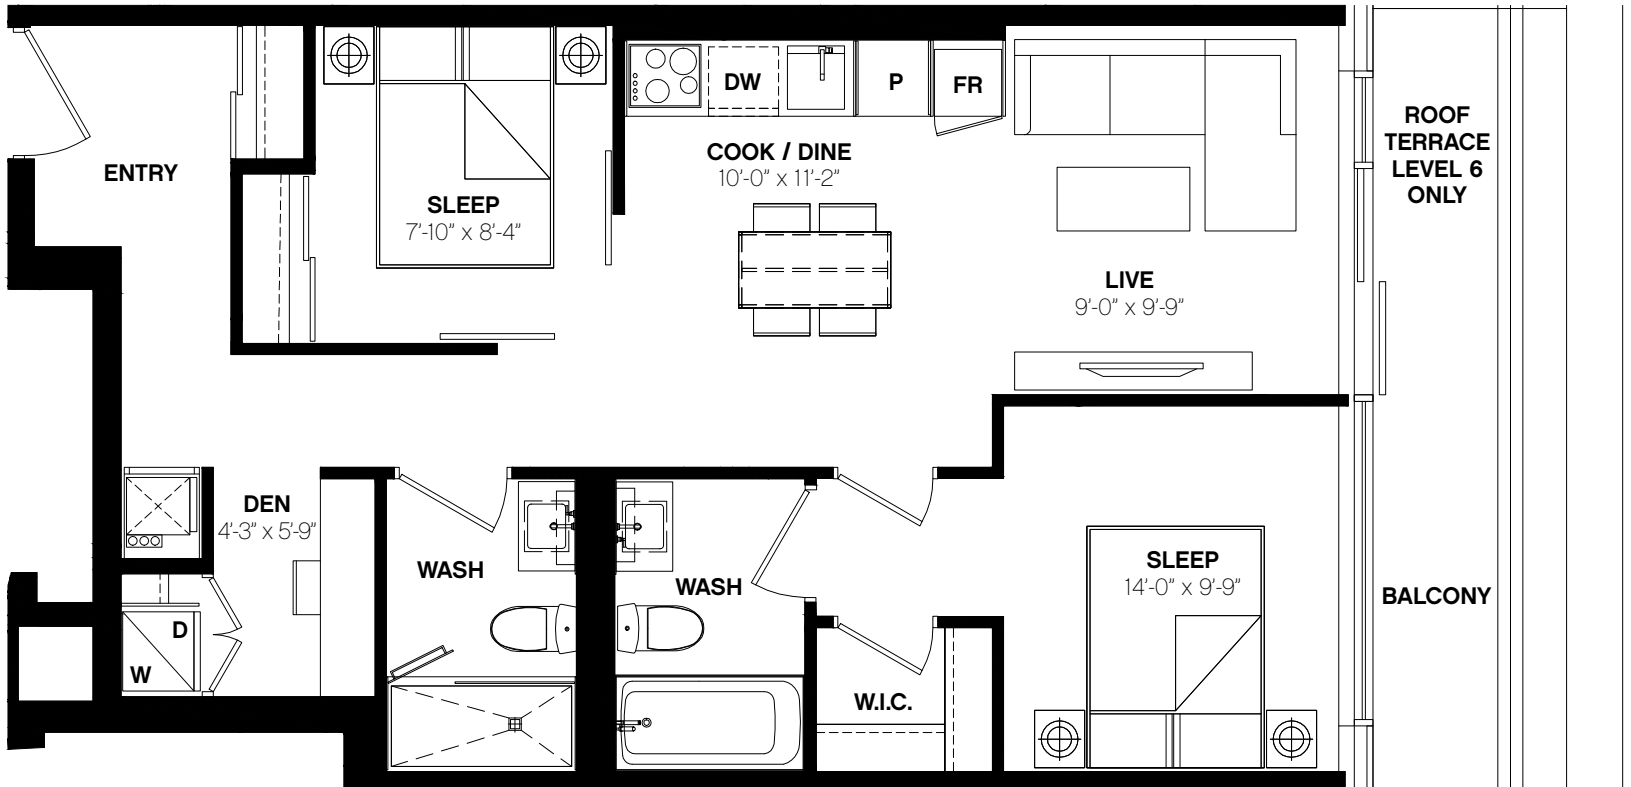 ENTRY
SLEEP
7'-10” x 8'-4”
DW
P
FR
COOK / DINE
10'-0” x 11'-2”
LIVE
9'-0” x 9'-9”
ROOF
TERRACE
LEVEL 6
ONLY
DEN
4'-3” x 5'-9”
D
W
WASH
WASH
W.I.C.
SLEEP
14'-0” x 9'-9”
BALCONY